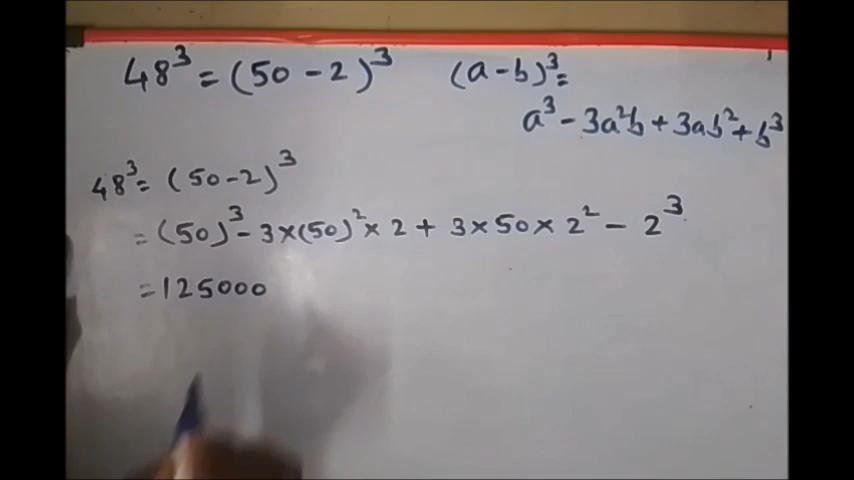 48³ = (50 - 2)³ (a - b)³ =
a³ - 3a²b + 3ab² + b³
48³ = (50 - 2)³
= (50)³ - 3 × (50)² × 2 + 3 × 50 × 2² - 2³
= 125000